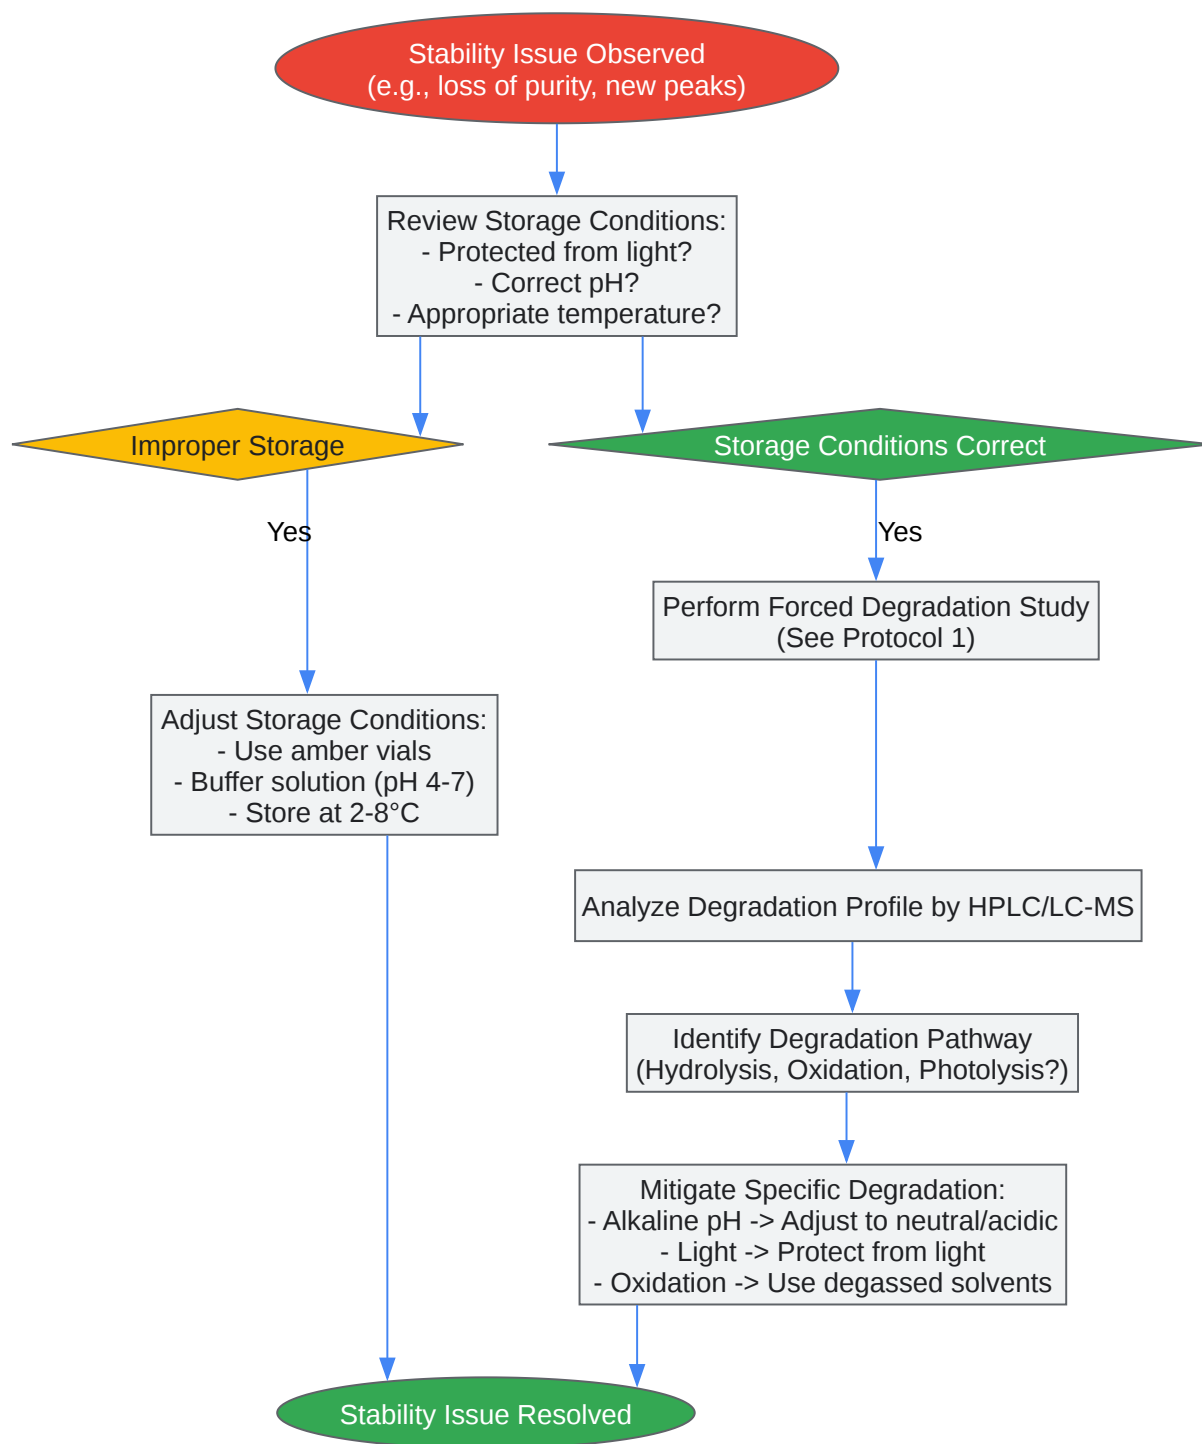 Stability Issue Observed
(e.g., loss of purity, new peaks)
Review Storage Conditions:
- Protected from light?
- Correct pH?
- Appropriate temperature?
Improper Storage
Storage Conditions Correct
Yes
Yes
Perform Forced Degradation Study
(See Protocol 1)
Adjust Storage Conditions:
- Use amber vials
- Buffer solution (pH 4-7)
- Store at 2-8°C
Analyze Degradation Profile by HPLC/LC-MS
Identify Degradation Pathway
(Hydrolysis, Oxidation, Photolysis?)
Mitigate Specific Degradation:
- Alkaline pH -> Adjust to neutral/acidic
- Light -> Protect from light
- Oxidation -> Use degassed solvents
Stability Issue Resolved